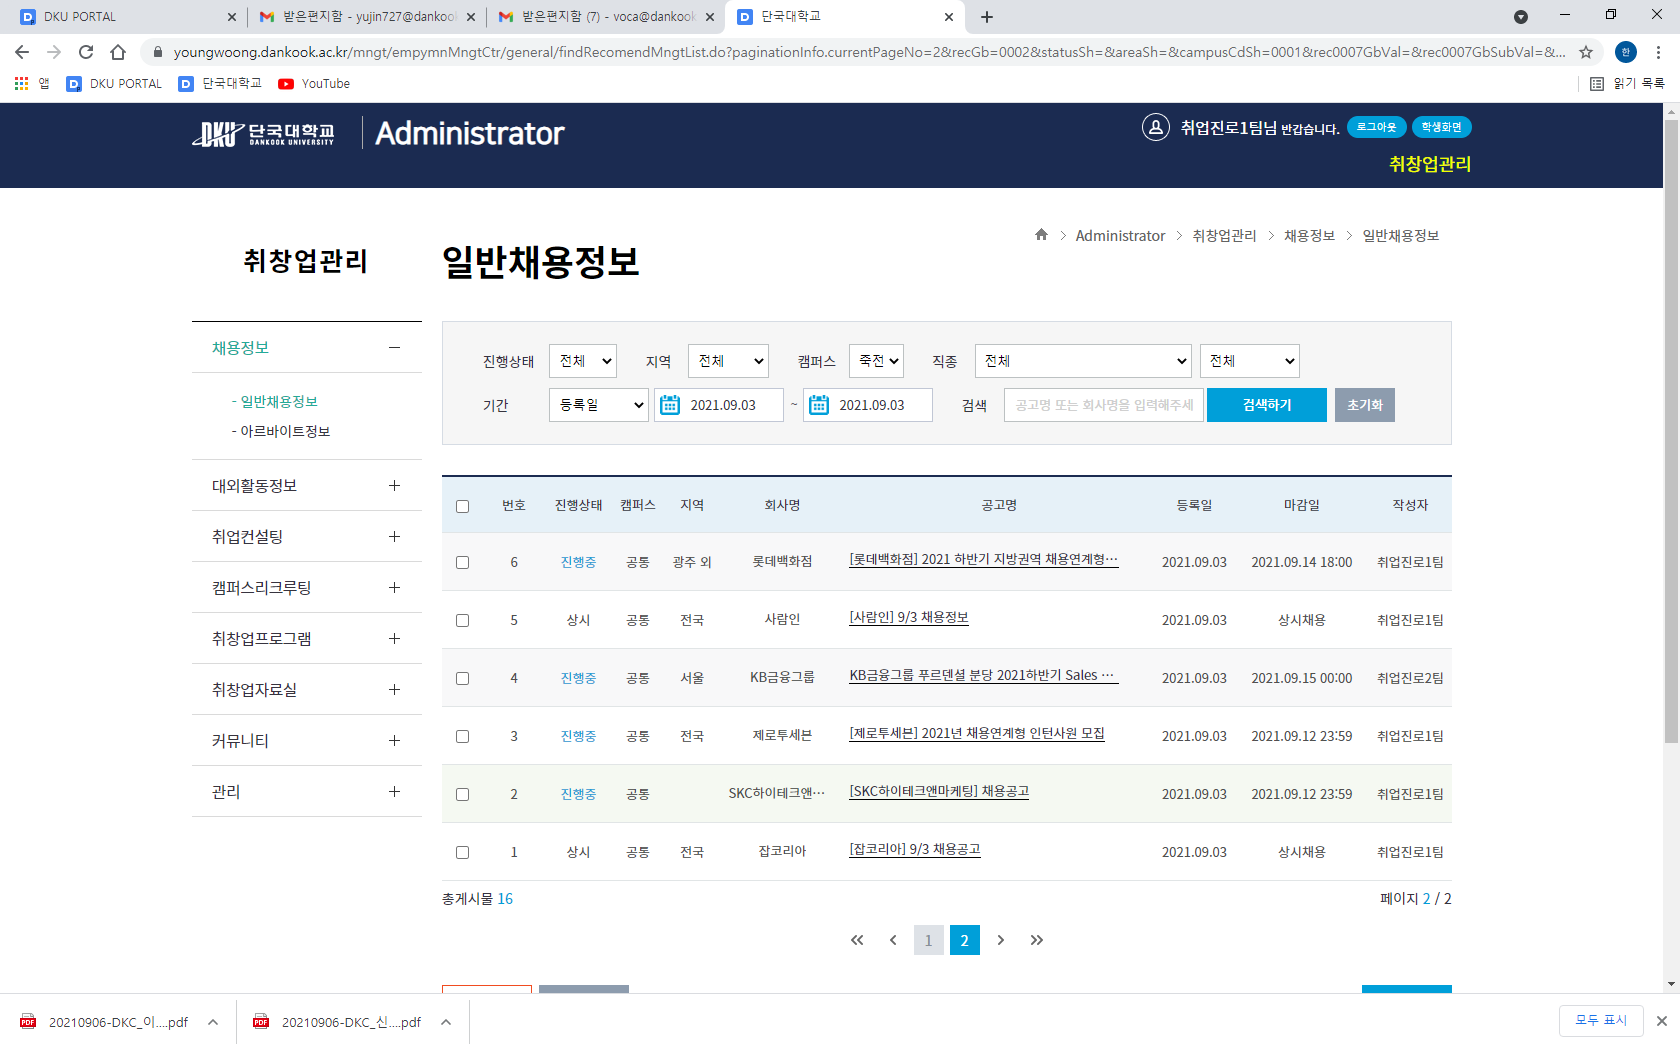 DKU PORTAL
받은편지함 - yujin727@dankook
받은편지함 (7) - voca@dankook
단국대학교
youngwoong.dankook.ac.kr/mngt/empymnMngtCtr/general/findRecomendMngtList.do?paginationInfo.currentPageNo=2&recGb=0002&statusSh=&areaSh=&campusCdSh=0001&rec0007GbVal=&rec0007GbSubVal=&...
한
앱
DKU PORTAL
단국대학교
YouTube
읽기 목록
DKU 단국대학교
DANKOOK UNIVERSITY
Administrator
취업진로1팀님 반갑습니다.
로그아웃
학생화면
취창업관리
취창업관리
일반채용정보
Administrator > 취창업관리 > 채용정보 > 일반채용정보
채용정보
- 일반채용정보
- 아르바이트정보
대외활동정보
취업컨설팅
캠퍼스리크루팅
취창업프로그램
취창업자료실
커뮤니티
관리
진행상태 전체 지역 전체 캠퍼스 죽전 직종 전체 전체
기간 등록일 2021.09.03 ~ 2021.09.03 검색 공고명 또는 회사명을 입력해주세 검색하기 초기화
번호 진행상태 캠퍼스 지역 회사명 공고명 등록일 마감일 작성자
6 진행중 공통 광주 외 롯데백화점 [롯데백화점] 2021 하반기 지방권역 채용연계형… 2021.09.03 2021.09.14 18:00 취업진로1팀
5 상시 공통 전국 사람인 [사람인] 9/3 채용정보 2021.09.03 상시채용 취업진로1팀
4 진행중 공통 서울 KB금융그룹 KB금융그룹 푸르덴셜 분당 2021하반기 Sales … 2021.09.03 2021.09.15 00:00 취업진로2팀
3 진행중 공통 전국 제로투세븐 [제로투세븐] 2021년 채용연계형 인턴사원 모집 2021.09.03 2021.09.12 23:59 취업진로1팀
2 진행중 공통 SKC하이테크앤… [SKC하이테크앤마케팅] 채용공고 2021.09.03 2021.09.12 23:59 취업진로1팀
1 상시 공통 전국 잡코리아 [잡코리아] 9/3 채용공고 2021.09.03 상시채용 취업진로1팀
총게시물 16
페이지 2 / 2
1 2
20210906-DKC_이....pdf
20210906-DKC_신....pdf
모두 표시